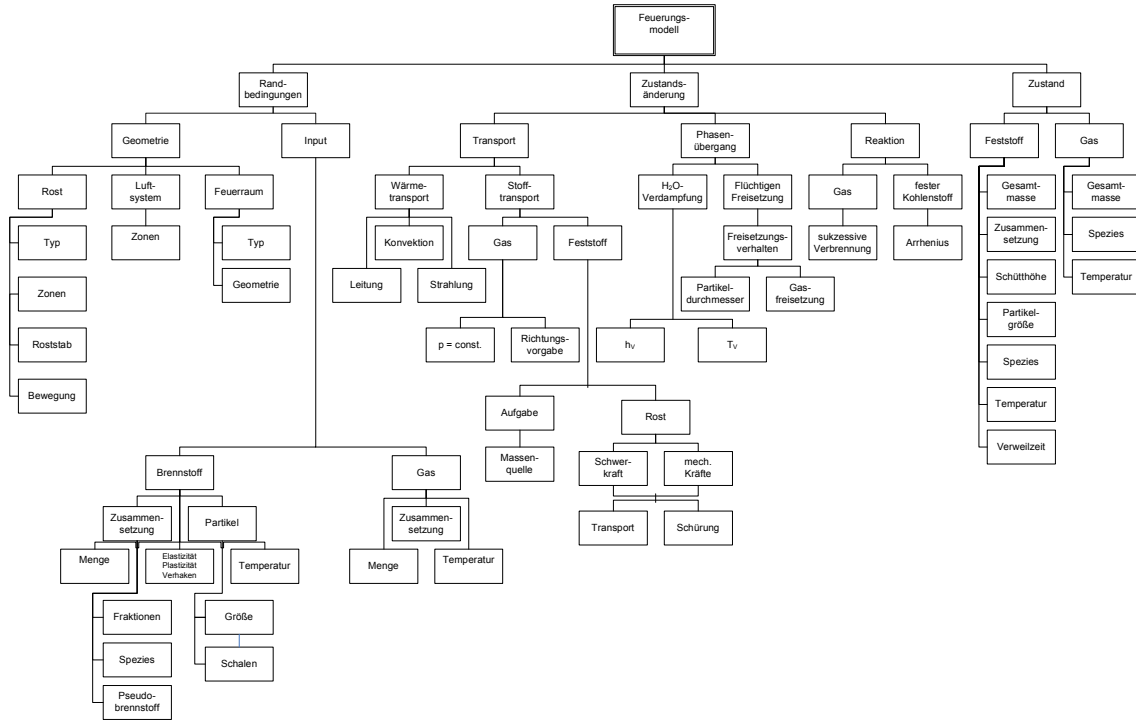 Feuerungs-
modell
Rand-
bedingungen
Zustands-
änderung
Zustand
Geometrie
Input
Transport
Phasen-
übergang
Reaktion
Feststoff
Gas
Rost
Luft-
system
Feuerraum
Wärme-
transport
Stoff-
transport
H₂O-
Verdampfung
Flüchtigen
Freisetzung
Gas
fester
Kohlenstoff
Gesamt-
masse
Gesamt-
masse
Typ
Zonen
Typ
Konvektion
Gas
Feststoff
Freisetzungs-
verhalten
sukzessive
Verbrennung
Arrhenius
Zusammen-
setzung
Spezies
Zonen
Geometrie
Leitung
Strahlung
Partikel-
durchmesser
Gas-
freisetzung
Schütthöhe
Temperatur
Roststab
p = const.
Richtungs-
vorgabe
hᵥ
Tᵥ
Partikel-
größe
Spezies
Bewegung
Aufgabe
Rost
Temperatur
Verweilzeit
Massen-
quelle
Schwer-
kraft
mech.
Kräfte
Brennstoff
Gas
Zusammen-
setzung
Partikel
Zusammen-
setzung
Transport
Schürung
Menge
Elastizität
Plastizität
Verhaken
Temperatur
Menge
Temperatur
Fraktionen
Größe
Spezies
Schalen
Pseudo-
brennstoff